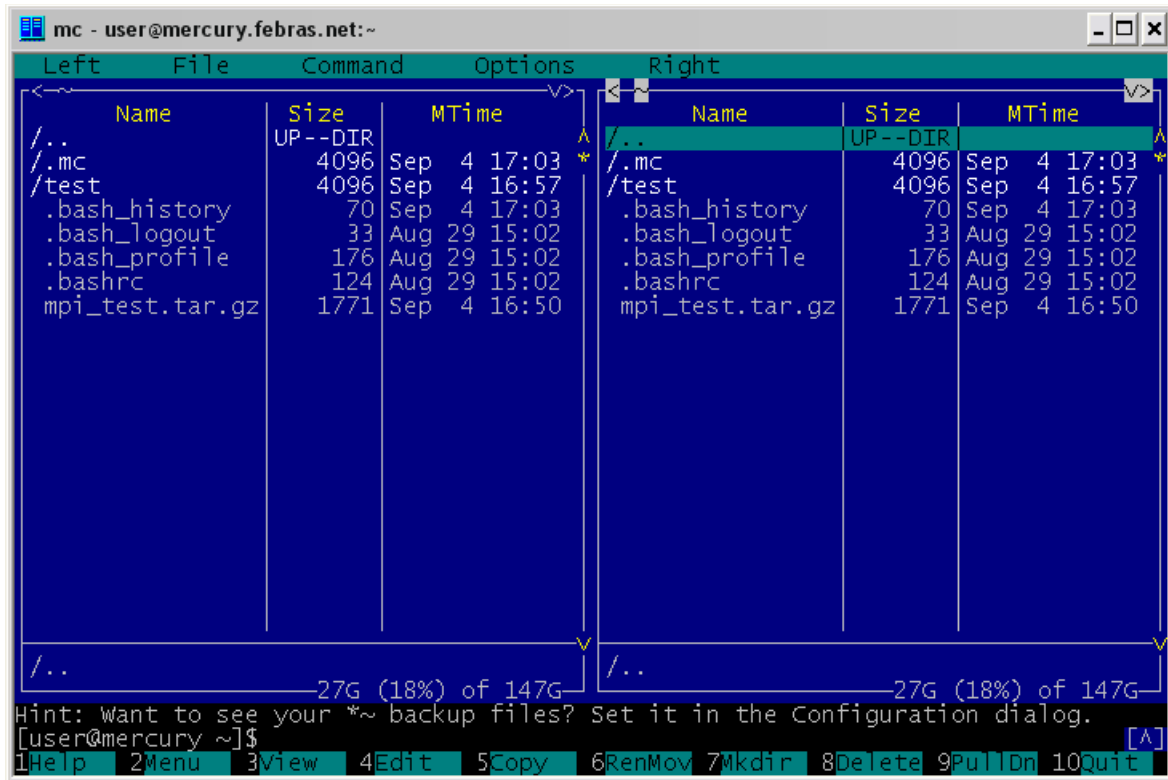 mc - user@mercury.febras.net:~
Left File Command Options Right
<-~ v> <-~ v>
Name Size MTime Name Size MTime
/.. UP--DIR /.. UP--DIR
/.mc 4096 Sep 4 17:03 * /.mc 4096 Sep 4 17:03 *
/test 4096 Sep 4 16:57 /test 4096 Sep 4 16:57
.bash_history 70 Sep 4 17:03 .bash_history 70 Sep 4 17:03
.bash_logout 33 Aug 29 15:02 .bash_logout 33 Aug 29 15:02
.bash_profile 176 Aug 29 15:02 .bash_profile 176 Aug 29 15:02
.bashrc 124 Aug 29 15:02 .bashrc 124 Aug 29 15:02
mpi_test.tar.gz 1771 Sep 4 16:50 mpi_test.tar.gz 1771 Sep 4 16:50
/.. /..
27G (18%) of 147G 27G (18%) of 147G
Hint: Want to see your *~ backup files? Set it in the Configuration dialog.
[user@mercury ~]$ [^]
1Help 2Menu 3View 4Edit 5Copy 6RenMov 7Mkdir 8Delete 9PullDn 10Quit